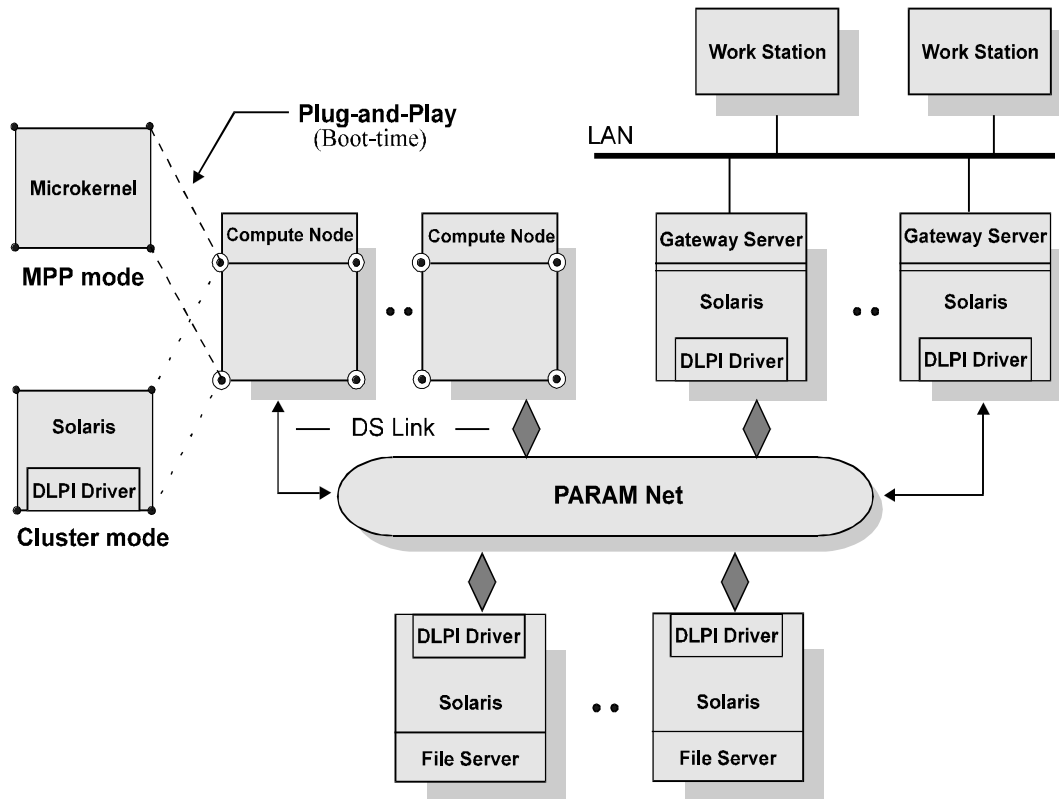 Work Station
Work Station
Plug-and-Play
(Boot-time)
LAN
Microkernel
MPP mode
Compute Node
Compute Node
Gateway Server
Gateway Server
Solaris
Solaris
DLPI Driver
DLPI Driver
Solaris
DLPI Driver
Cluster mode
DS Link
PARAM Net
DLPI Driver
DLPI Driver
Solaris
Solaris
File Server
File Server